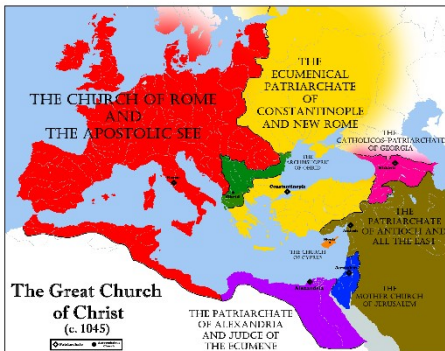 THE CHURCH OF ROME
AND
THE APOSTOLIC SEE
THE
ECUMENICAL
PATRIARCHATE
OF
CONSTANTINOPLE
AND NEW ROME
THE
CATHOLICOS-PATRIARCHATE
OF
GEORGIA
THE
OF OHRID
Constantinople
THE
PATRIARCHATE
OF ANTIOCH AND
ALL THE EAST
THE CHURCH
OF CYPRUS
THE
MOTHER CHURCH
OF
JERUSALEM
Alexandria
THE PATRIARCHATE
OF ALEXANDRIA
AND JUDGE OF
THE ECUMENE
The Great Church
of Christ
(c. 1045)
Patriarchate